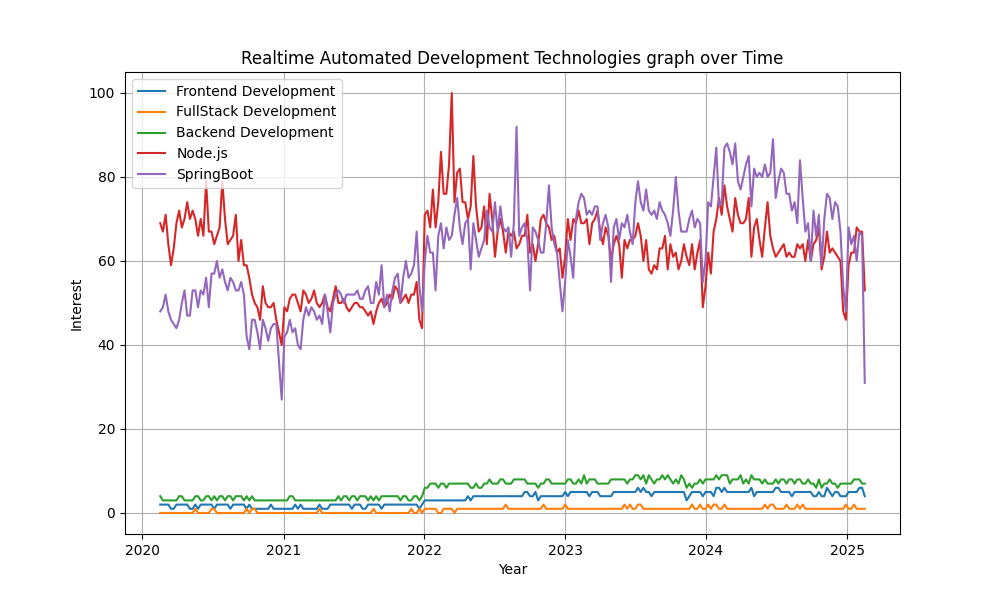 Realtime Automated Development Technologies graph over Time
Frontend Development
FullStack Development
Backend Development
Node.js
SpringBoot
100
80
60
40
20
0
Interest
2020 2021 2022 2023 2024 2025
Year